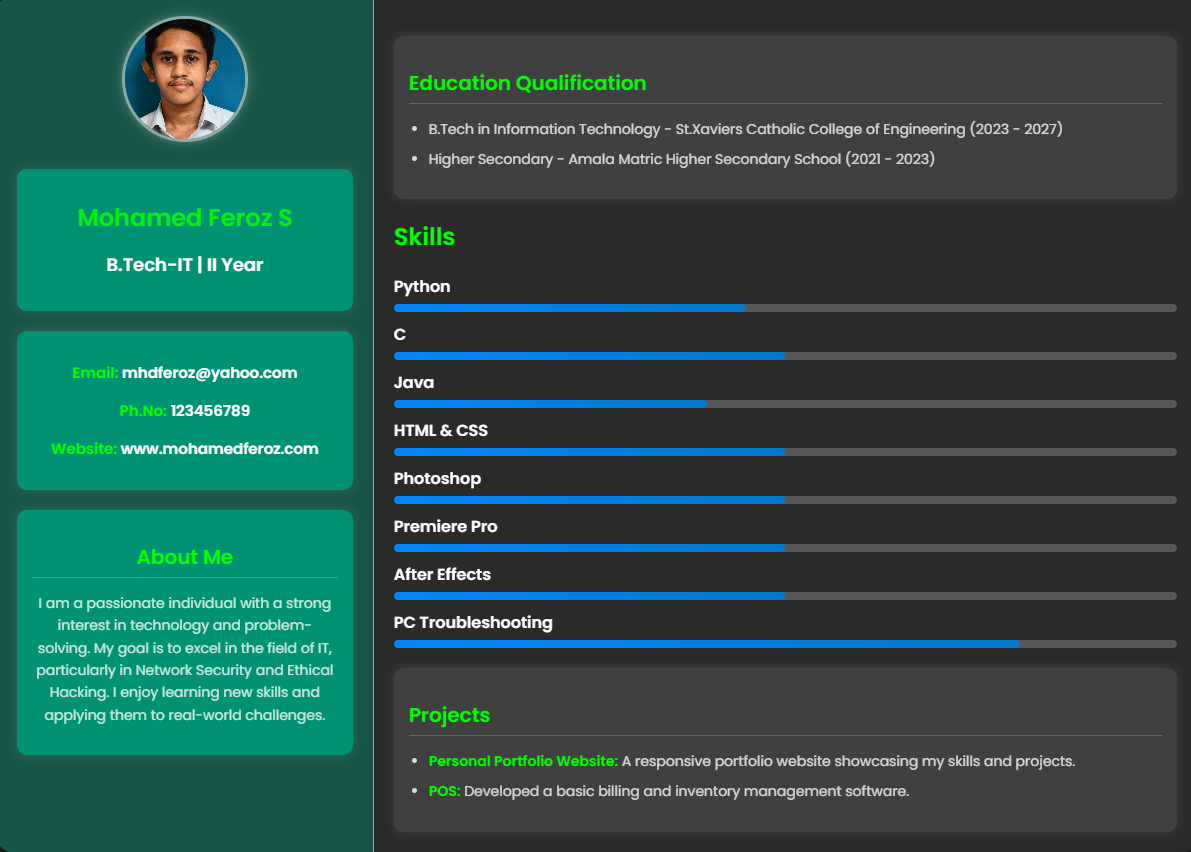 Mohamed Feroz S
B.Tech-IT | II Year
Email: mhdferoz@yahoo.com
Ph.No: 123456789
Website: www.mohamedferoz.com
About Me
I am a passionate individual with a strong
interest in technology and problem-
solving. My goal is to excel in the field of IT,
particularly in Network Security and Ethical
Hacking. I enjoy learning new skills and
applying them to real-world challenges.
Education Qualification
• B.Tech in Information Technology - St.Xaviers Catholic College of Engineering (2023 - 2027)
• Higher Secondary - Amala Matric Higher Secondary School (2021 - 2023)
Skills
Python
C
Java
HTML & CSS
Photoshop
Premiere Pro
After Effects
PC Troubleshooting
Projects
• Personal Portfolio Website: A responsive portfolio website showcasing my skills and projects.
• POS: Developed a basic billing and inventory management software.